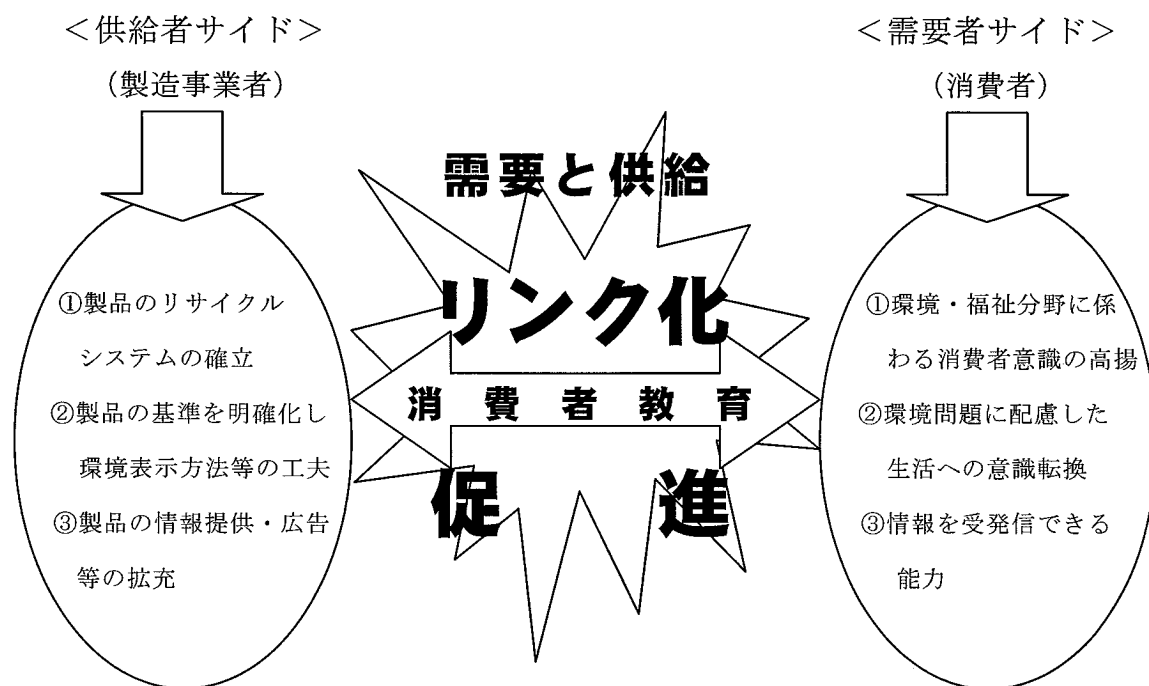 ＜供給者サイド＞
（製造事業者）
①製品のリサイクル
システムの確立
②製品の基準を明確化し
環境表示方法等の工夫
③製品の情報提供・広告
等の拡充
需要と供給
リンク化
消費者教育
促進
＜需要者サイド＞
（消費者）
①環境・福祉分野に係
わる消費者意識の高揚
②環境問題に配慮した
生活への意識転換
③情報を受発信できる
能力